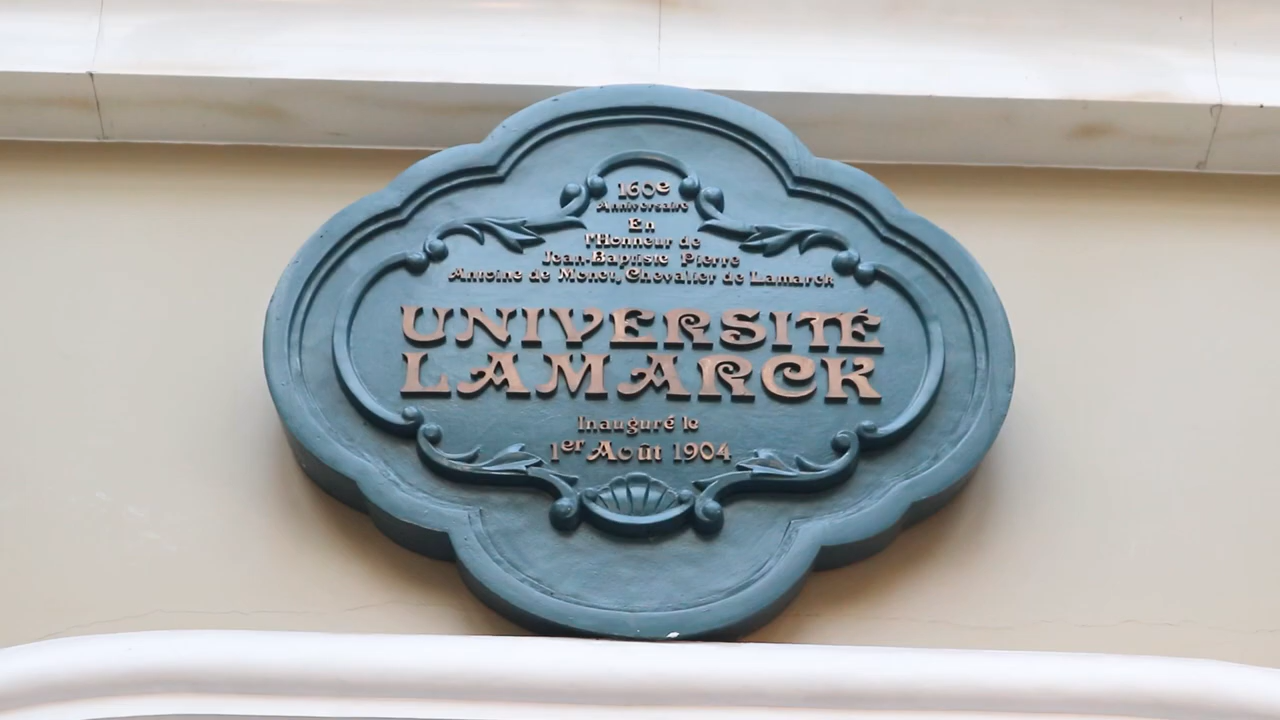 160e
Anniversaire
En
l'Honneur de
Jean-Baptiste Pierre
Antoine de Monet, Chevalier de Lamarck
UNIVERSITÉ
LAMARCK
Inauguré le
1er Août 1904